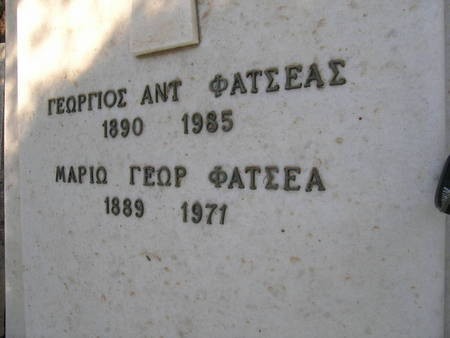 ΓΕΩΡΓΙΟΣ ΑΝΤ ΦΑΤΣΕΑΣ
1890 1985
ΜΑΡΙΩ ΓΕΩΡ ΦΑΤΣΕΑ
1889 1971